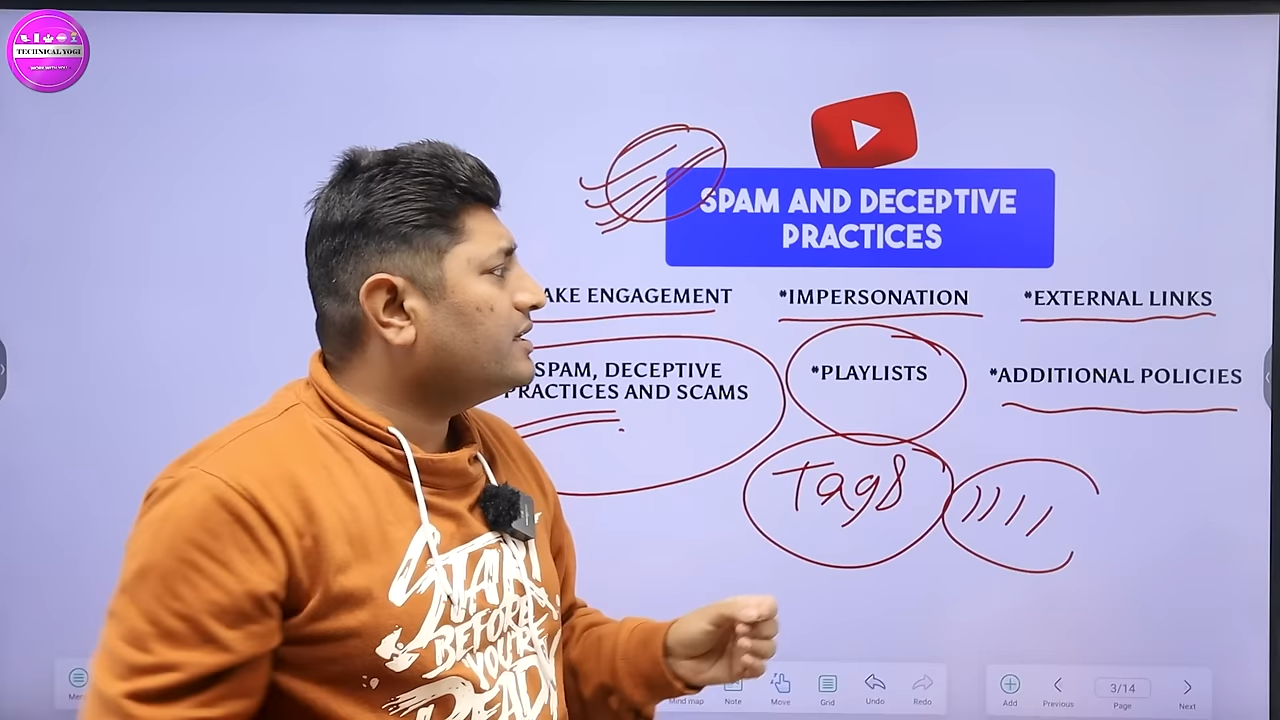 TECHNICAL YOGI
SPAM AND DECEPTIVE
PRACTICES
AKE ENGAGEMENT
*IMPERSONATION
*EXTERNAL LINKS
SPAM, DECEPTIVE
PRACTICES AND SCAMS
*PLAYLISTS
*ADDITIONAL POLICIES
Tags
START
BEFORE
YOU'RE
READY
Mind map
Note
Move
Grid
Undo
Redo
Add
Previous
3/14
Page
Next